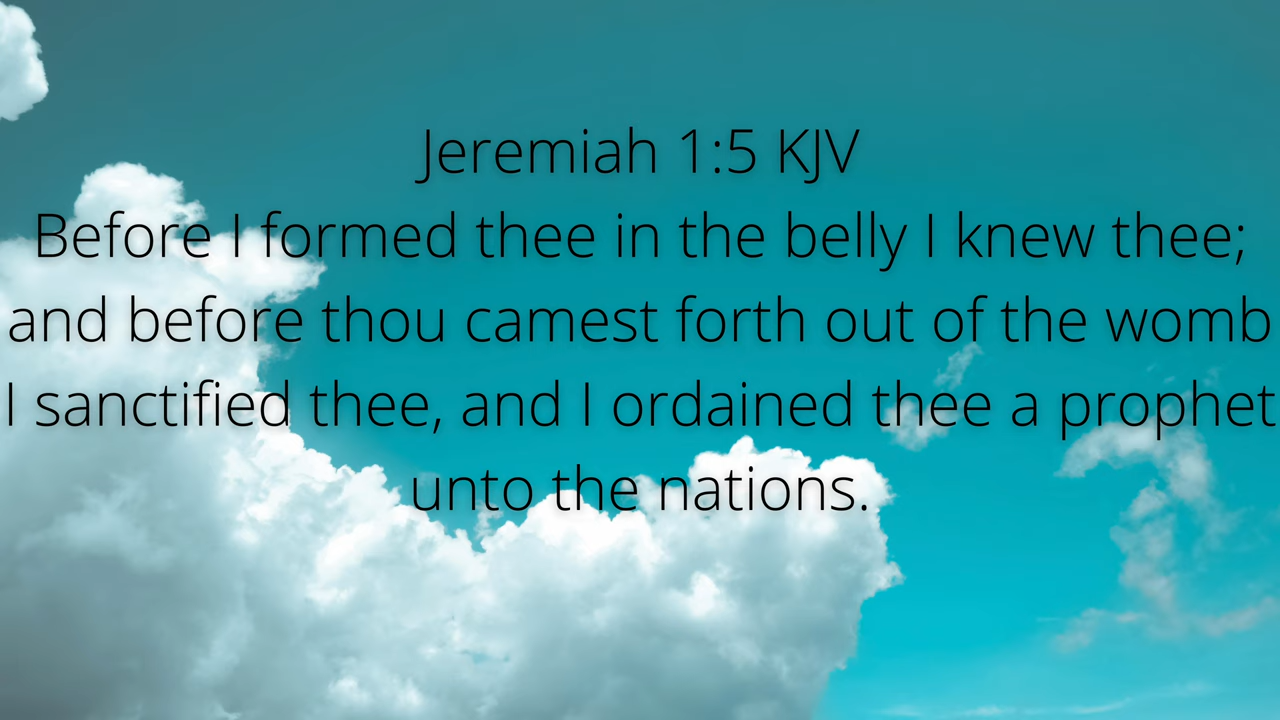 Jeremiah 1:5 KJV
Before I formed thee in the belly I knew thee;
and before thou camest forth out of the womb
I sanctified thee, and I ordained thee a prophet
unto the nations.